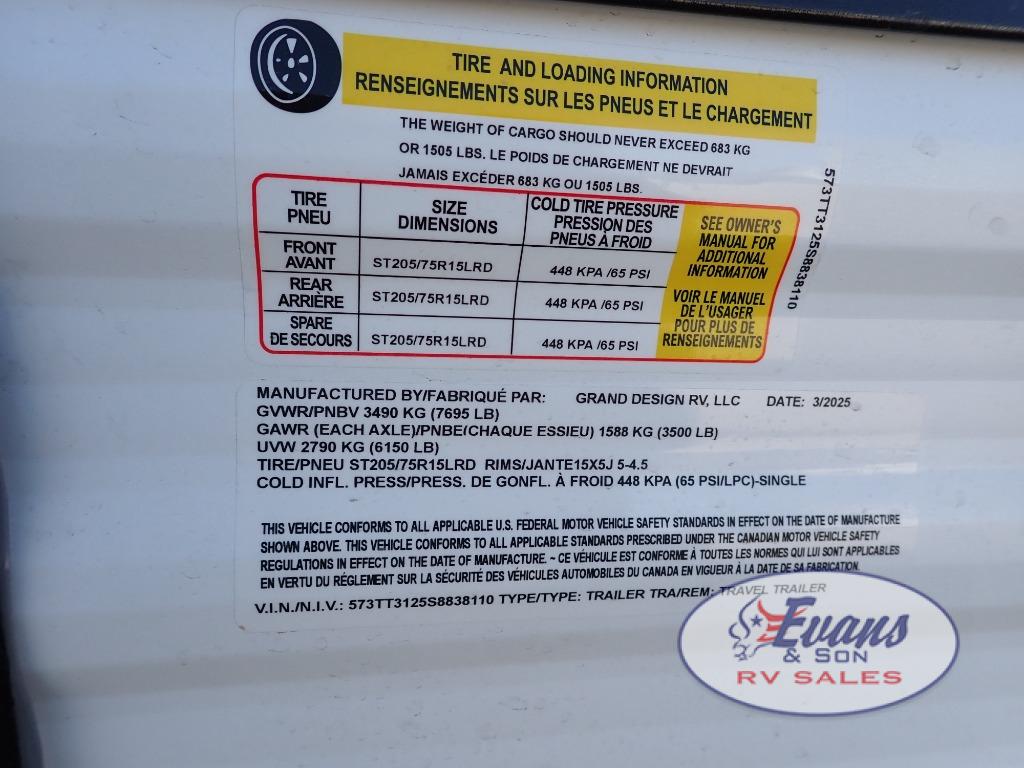 TIRE AND LOADING INFORMATION
RENSEIGNEMENTS SUR LES PNEUS ET LE CHARGEMENT
THE WEIGHT OF CARGO SHOULD NEVER EXCEED 683 KG
OR 1505 LBS. LE POIDS DE CHARGEMENT NE DEVRAIT
JAMAIS EXCÉDER 683 KG OU 1505 LBS.
TIRE
PNEU
SIZE
DIMENSIONS
COLD TIRE PRESSURE
PRESSION DES
PNEUS À FROID
SEE OWNER'S
MANUAL FOR
ADDITIONAL
INFORMATION
VOIR LE MANUEL
DE L'USAGER
POUR PLUS DE
RENSEIGNEMENTS
FRONT
AVANT
ST205/75R15LRD
448 KPA /65 PSI
REAR
ARRIÈRE
ST205/75R15LRD
448 KPA /65 PSI
SPARE
DE SECOURS
ST205/75R15LRD
448 KPA /65 PSI
573TT3125S8838110
MANUFACTURED BY/FABRIQUÉ PAR: GRAND DESIGN RV, LLC DATE: 3/2025
GVWR/PNBV 3490 KG (7695 LB)
GAWR (EACH AXLE)/PNBE(CHAQUE ESSIEU) 1588 KG (3500 LB)
UVW 2790 KG (6150 LB)
TIRE/PNEU ST205/75R15LRD RIMS/JANTE15X5J 5-4.5
COLD INFL. PRESS/PRESS. DE GONFL. À FROID 448 KPA (65 PSI/LPC)-SINGLE
THIS VEHICLE CONFORMS TO ALL APPLICABLE U.S. FEDERAL MOTOR VEHICLE SAFETY STANDARDS IN EFFECT ON THE DATE OF MANUFACTURE
SHOWN ABOVE. THIS VEHICLE CONFORMS TO ALL APPLICABLE STANDARDS PRESCRIBED UNDER THE CANADIAN MOTOR VEHICLE SAFETY
REGULATIONS IN EFFECT ON THE DATE OF MANUFACTURE. ~ CE VÉHICULE EST CONFORME À TOUTES LES NORMES QUI LUI SONT APPLICABLES
EN VERTU DU RÉGLEMENT SUR LA SÉCURITÉ DES VÉHICULES AUTOMOBILES DU CANADA EN VIGUEUR À LA DATE DE SA FABRICATION.
V.I.N./N.I.V.: 573TT3125S8838110 TYPE/TYPE: TRAILER TRA/REM: TRAVEL TRAILER
Evans
& SON
RV SALES